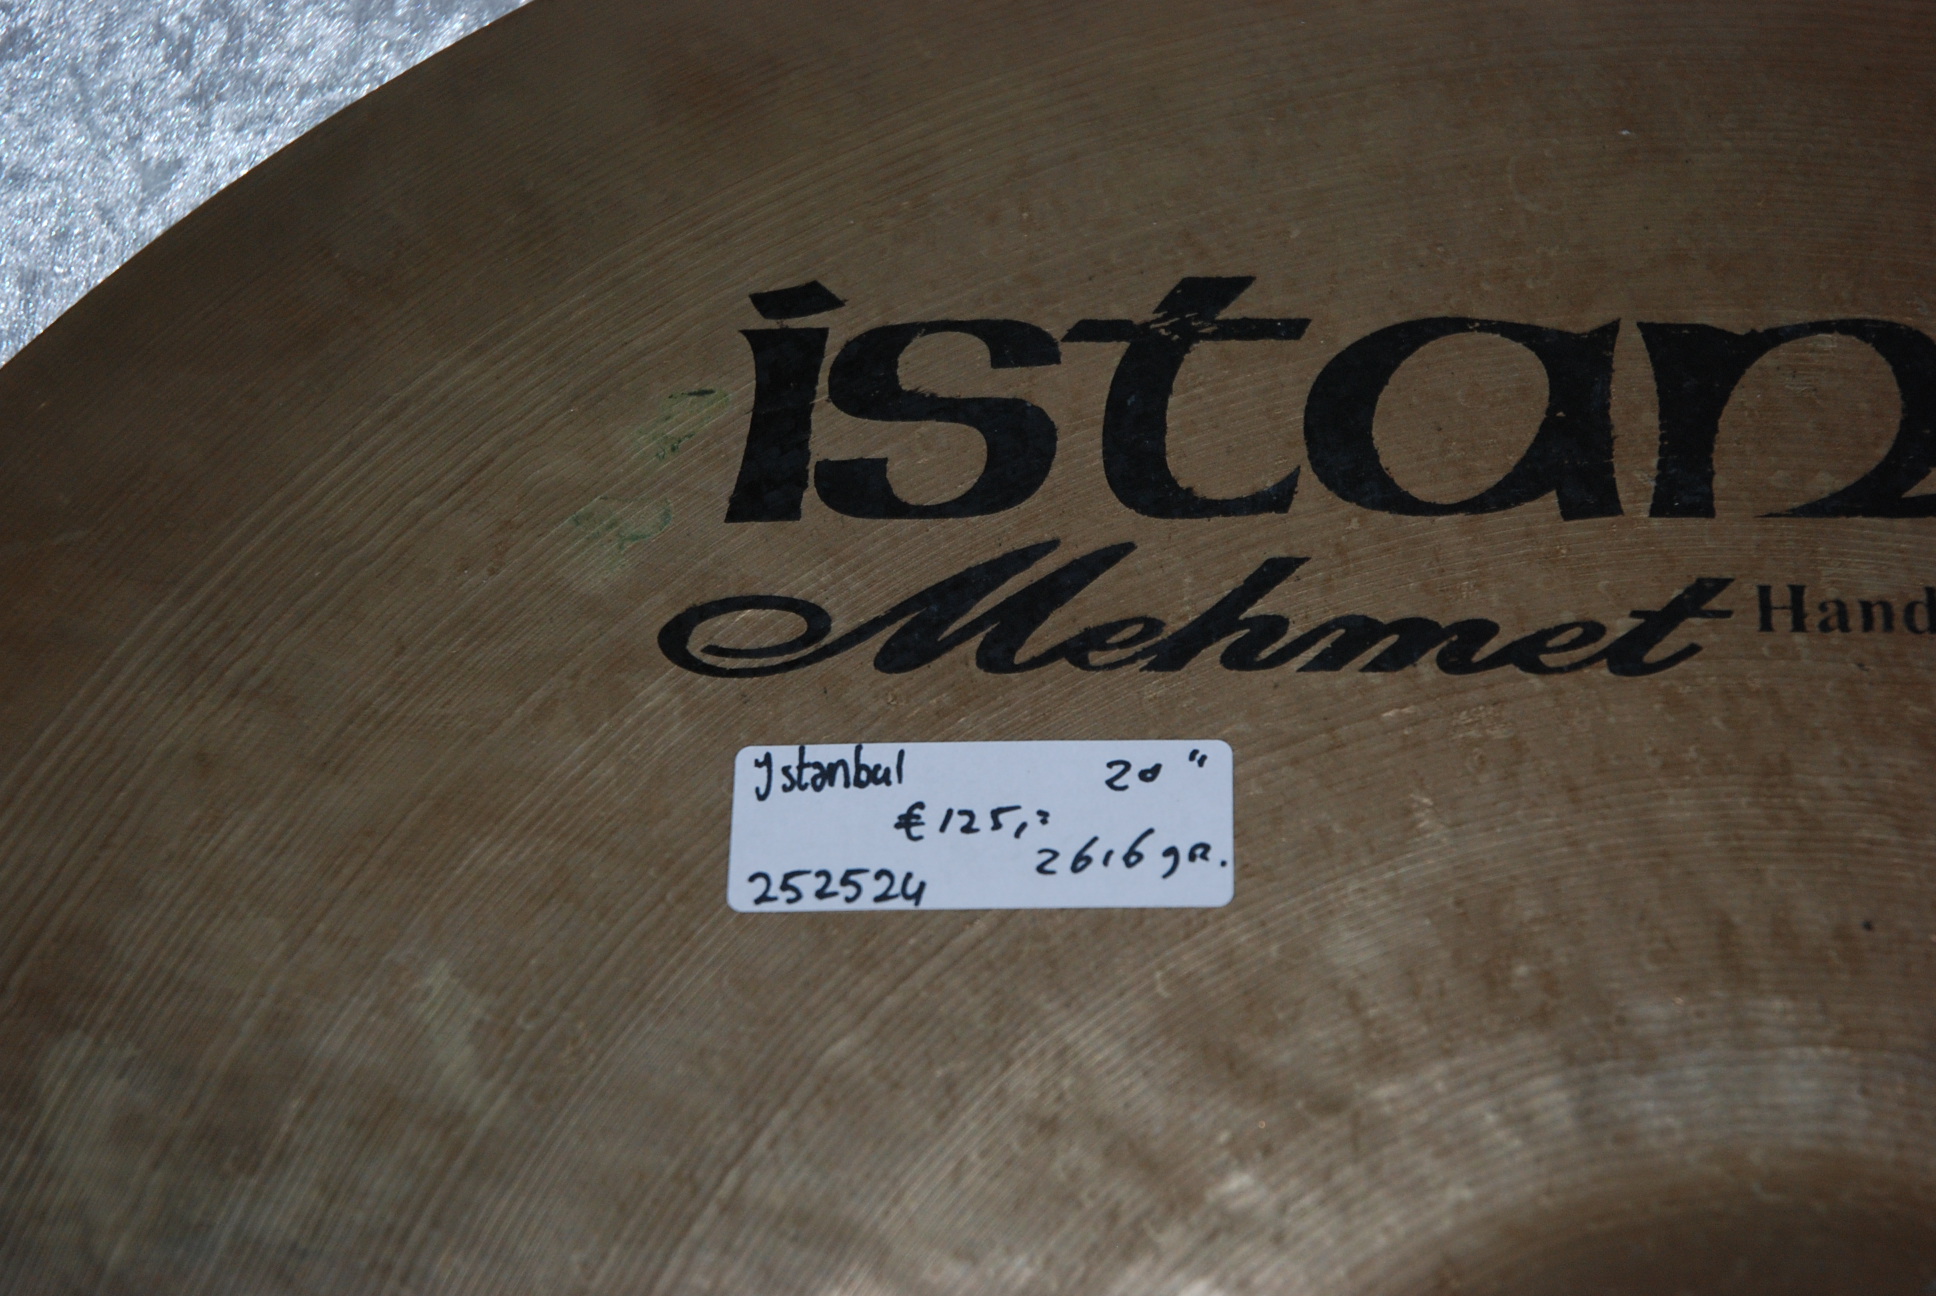 istan
Mehmet Hand
Istanbul 20 "
€ 125,=
2616 gR.
252524